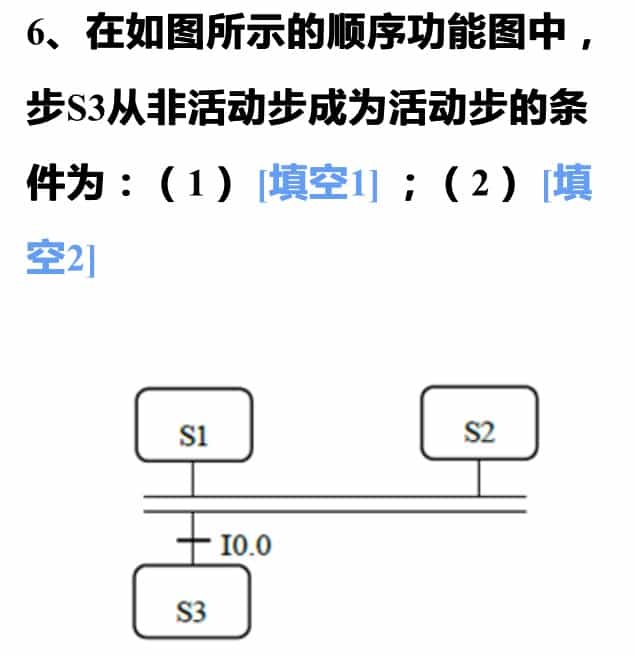 6、在如图所示的顺序功能图中，
步S3从非活动步成为活动步的条
件为：（1）[填空1]；（2）[填
空2]
S1
S2
I0.0
S3